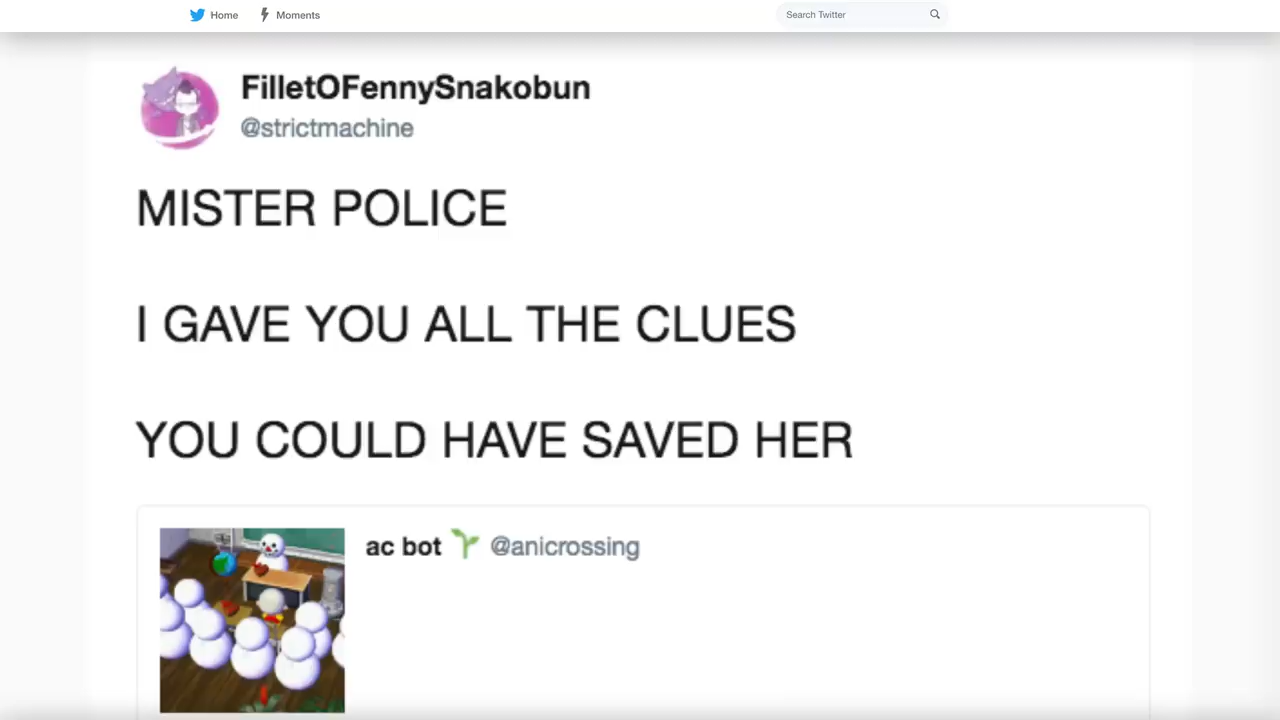 Home Moments Search Twitter
FilletOFennySnakobun
@strictmachine
MISTER POLICE
I GAVE YOU ALL THE CLUES
YOU COULD HAVE SAVED HER
ac bot @anicrossing